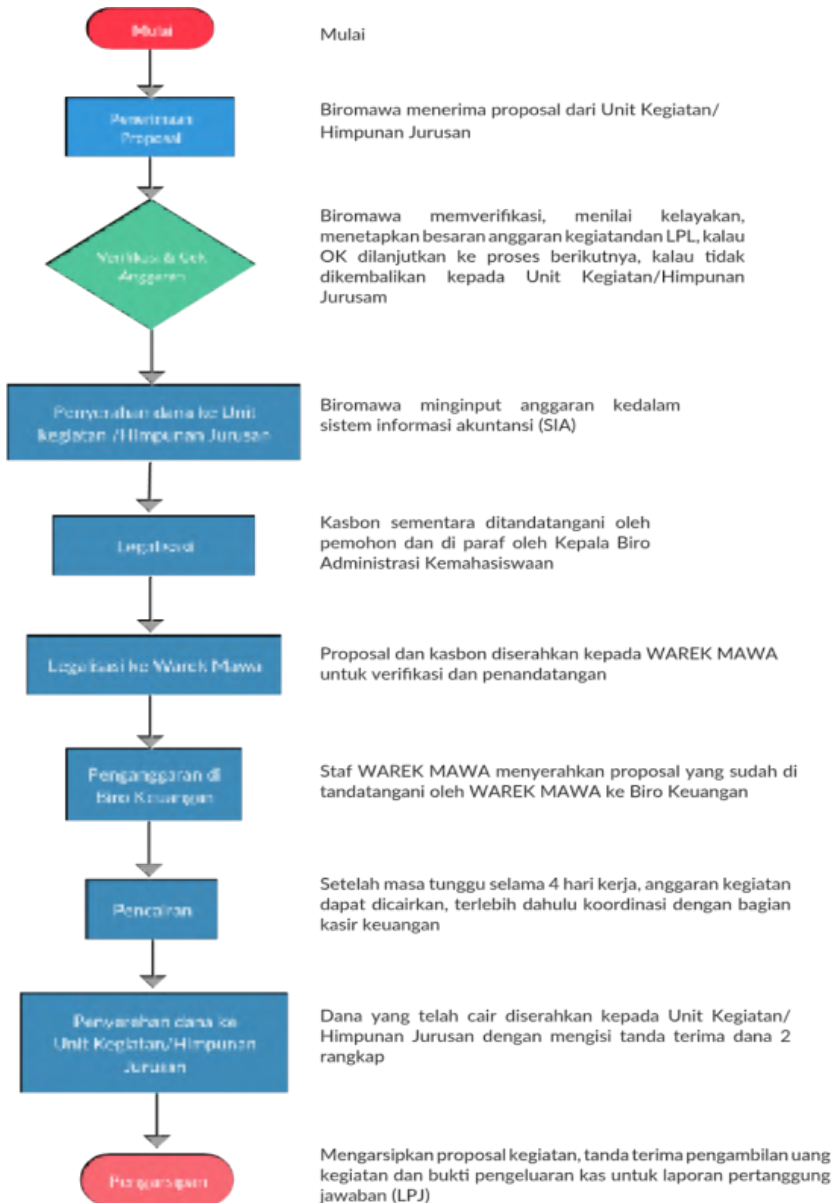 Mulai
Mulai
Penerimaan
Proposal
Biromawa menerima proposal dari Unit Kegiatan/
Himpunan Jurusan
Verifikasi & Cek
Anggaran
Biromawa memverifikasi, menilai kelayakan,
menetapkan besaran anggaran kegiatandan LPL, kalau
OK dilanjutkan ke proses berikutnya, kalau tidak
dikembalikan kepada Unit Kegiatan/Himpunan
Jurusam
Penyerahan dana ke Unit
Kegiatan /Himpunan Jurusan
Biromawa minginput anggaran kedalam
sistem informasi akuntansi (SIA)
Legalisasi
Kasbon sementara ditandatangani oleh
pemohon dan di paraf oleh Kepala Biro
Administrasi Kemahasiswaan
Legalisasi ke Warek Mawa
Proposal dan kasbon diserahkan kepada WAREK MAWA
untuk verifikasi dan penandatangan
Penganggaran di
Biro Keuangan
Staf WAREK MAWA menyerahkan proposal yang sudah di
tandatangani oleh WAREK MAWA ke Biro Keuangan
Pencairan
Setelah masa tunggu selama 4 hari kerja, anggaran kegiatan
dapat dicairkan, terlebih dahulu koordinasi dengan bagian
kasir keuangan
Penyerahan dana ke
Unit Kegiatan/Himpunan
Jurusan
Dana yang telah cair diserahkan kepada Unit Kegiatan/
Himpunan Jurusan dengan mengisi tanda terima dana 2
rangkap
Pengarsipan
Mengarsipkan proposal kegiatan, tanda terima pengambilan uang
kegiatan dan bukti pengeluaran kas untuk laporan pertanggung
jawaban (LPJ)